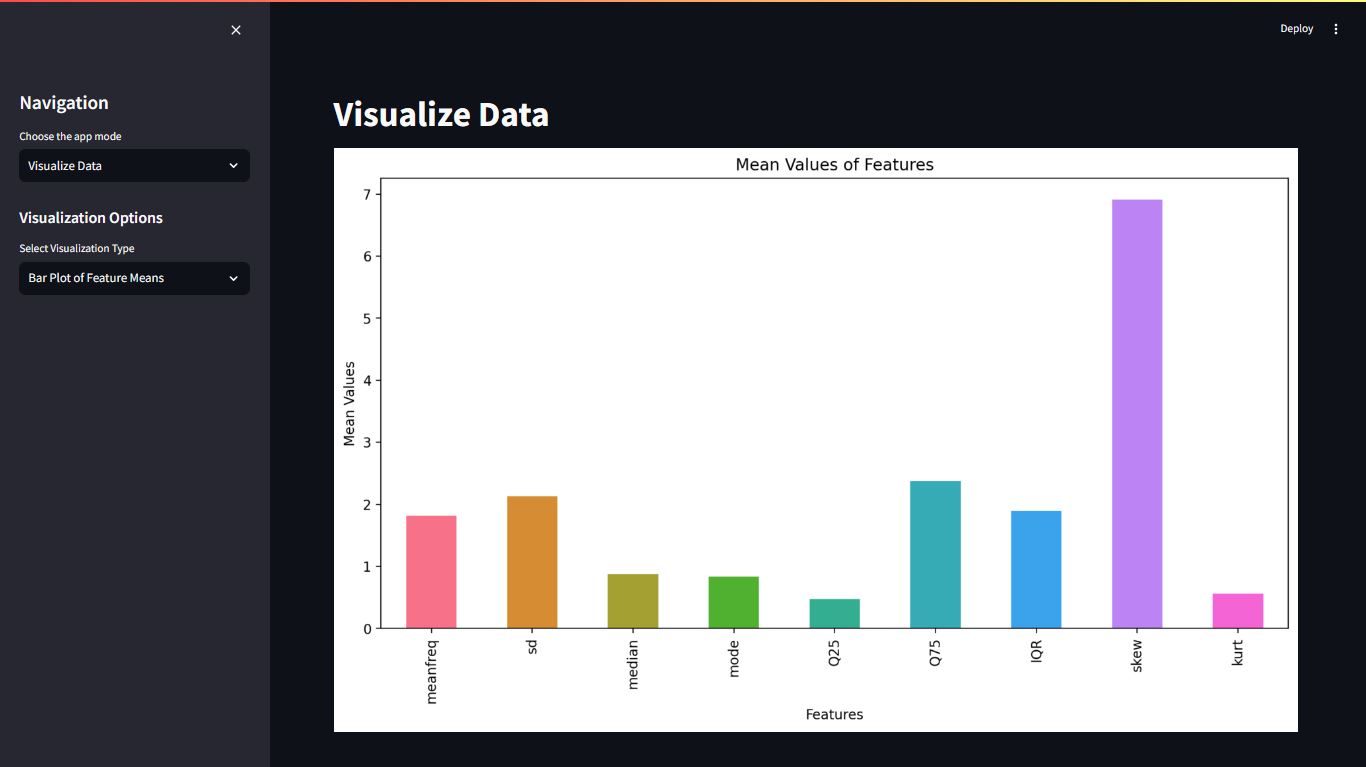 Deploy
Navigation
Choose the app mode
Visualize Data
Visualization Options
Select Visualization Type
Bar Plot of Feature Means
Visualize Data
Mean Values of Features
Mean Values
7
6
5
4
3
2
1
0
meanfreq
sd
median
mode
Q25
Q75
IQR
skew
kurt
Features